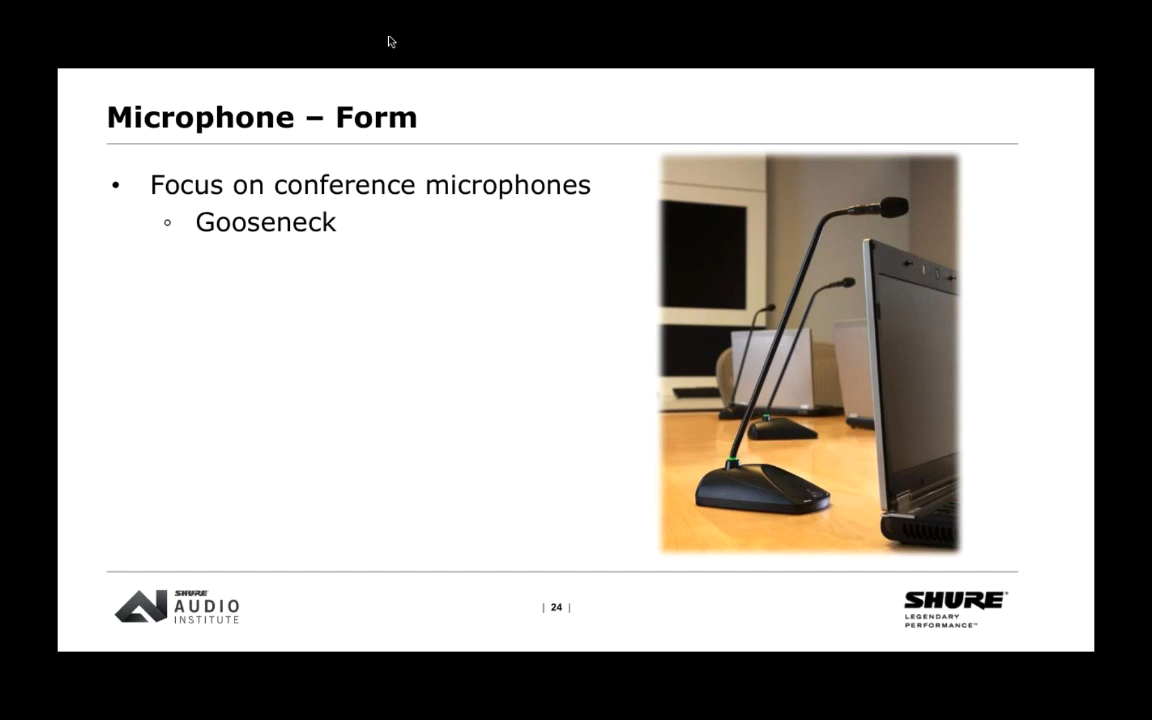 Microphone – Form
• Focus on conference microphones
◦ Gooseneck
SHURE
AUDIO
INSTITUTE
| 24 |
SHURE®
LEGENDARY
PERFORMANCE™